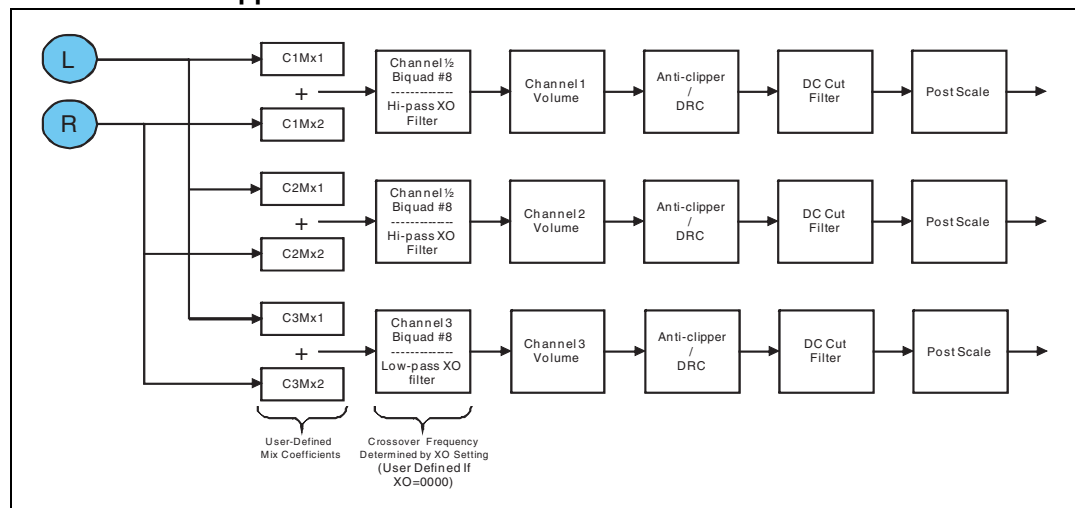 L
R
C1Mx1
+
C1Mx2
Channel ½
Biquad #8
---------------
Hi-pass XO
Filter
Channel 1
Volume
Anti-clipper
/
DRC
DC Cut
Filter
Post Scale
C2Mx1
+
C2Mx2
Channel ½
Biquad #8
---------------
Hi-pass XO
Filter
Channel 2
Volume
Anti-clipper
/
DRC
DC Cut
Filter
Post Scale
C3Mx1
+
C3Mx2
Channel 3
Biquad #8
---------------
Low-pass XO
filter
Channel 3
Volume
Anti-clipper
/
DRC
DC Cut
Filter
Post Scale
User-Defined
Mix Coefficients
Crossover Frequency
Determined by XO Setting
(User Defined If
XO=0000)